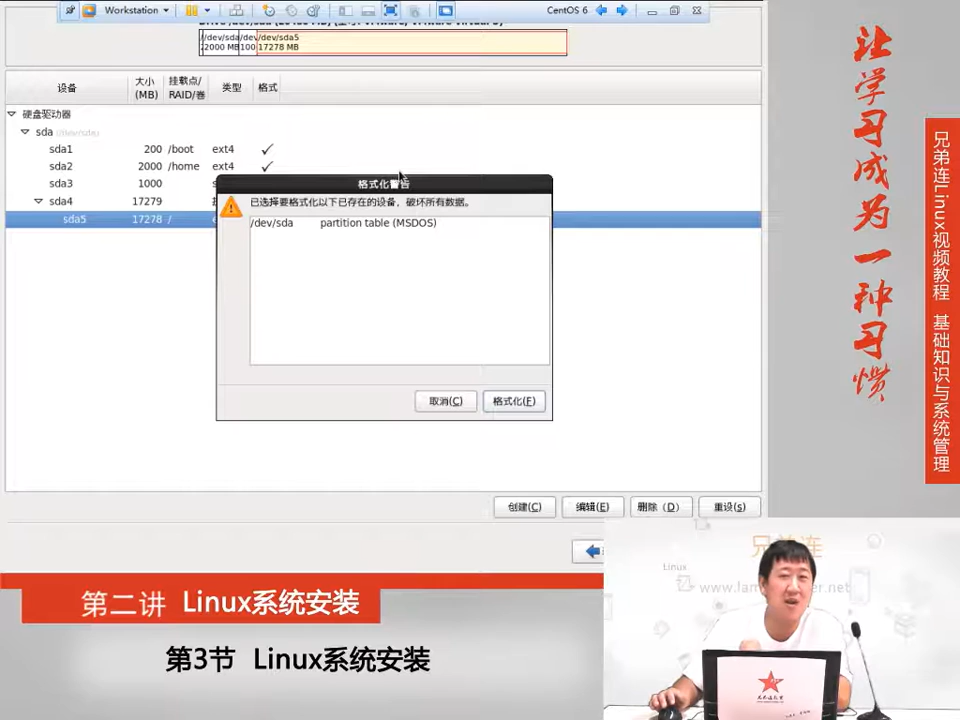 Workstation
CentOS 6
/dev/sda5
2000 MB
100
17278 MB
设备
大小
(MB)
挂载点/
RAID/卷
类型
格式
硬盘驱动器
sda (/dev/sda)
sda1 200 /boot ext4 ✓
sda2 2000 /home ext4 ✓
sda3 1000
sda4 17279
sda5 17278 /
格式化警告
已选择要格式化以下已存在的设备，破坏所有数据。
/dev/sda partition table (MSDOS)
取消(C)
格式化(F)
创建(C)
编辑(E)
删除（D）
重设(s)
让学习成为一种习惯
兄弟连Linux视频教程 基础知识与系统管理
兄弟连
Linux
第二讲 Linux系统安装
第3节 Linux系统安装